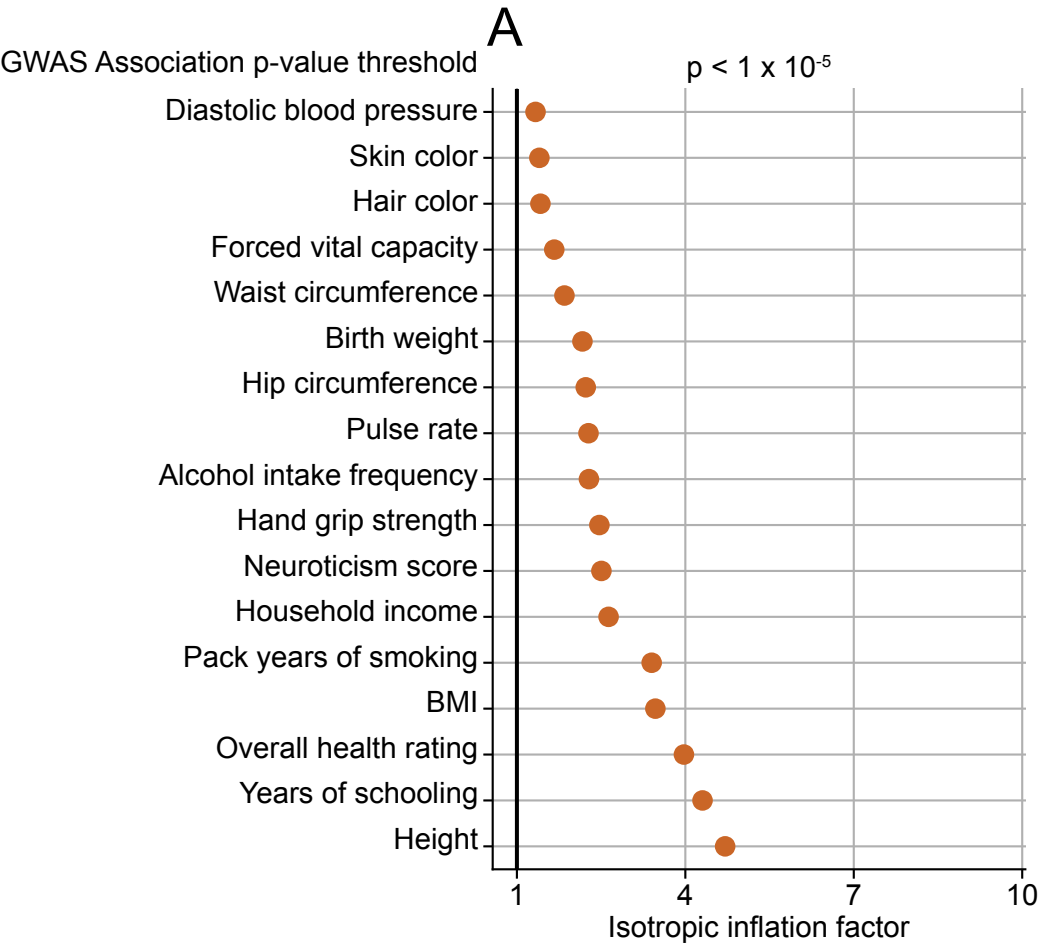 A
GWAS Association p-value threshold
p < 1 x 10⁻⁵
Diastolic blood pressure
Skin color
Hair color
Forced vital capacity
Waist circumference
Birth weight
Hip circumference
Pulse rate
Alcohol intake frequency
Hand grip strength
Neuroticism score
Household income
Pack years of smoking
BMI
Overall health rating
Years of schooling
Height
1 4 7 10
Isotropic inflation factor